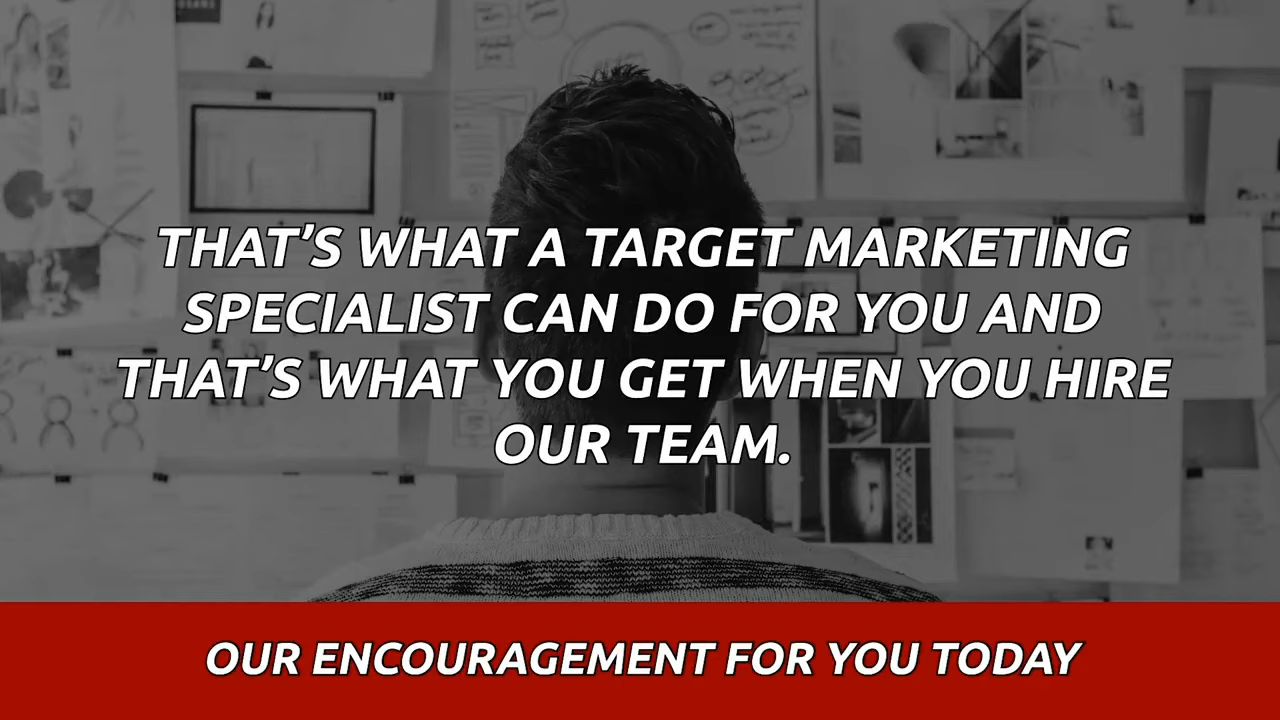 THAT'S WHAT A TARGET MARKETING
SPECIALIST CAN DO FOR YOU AND
THAT'S WHAT YOU GET WHEN YOU HIRE
OUR TEAM.
OUR ENCOURAGEMENT FOR YOU TODAY